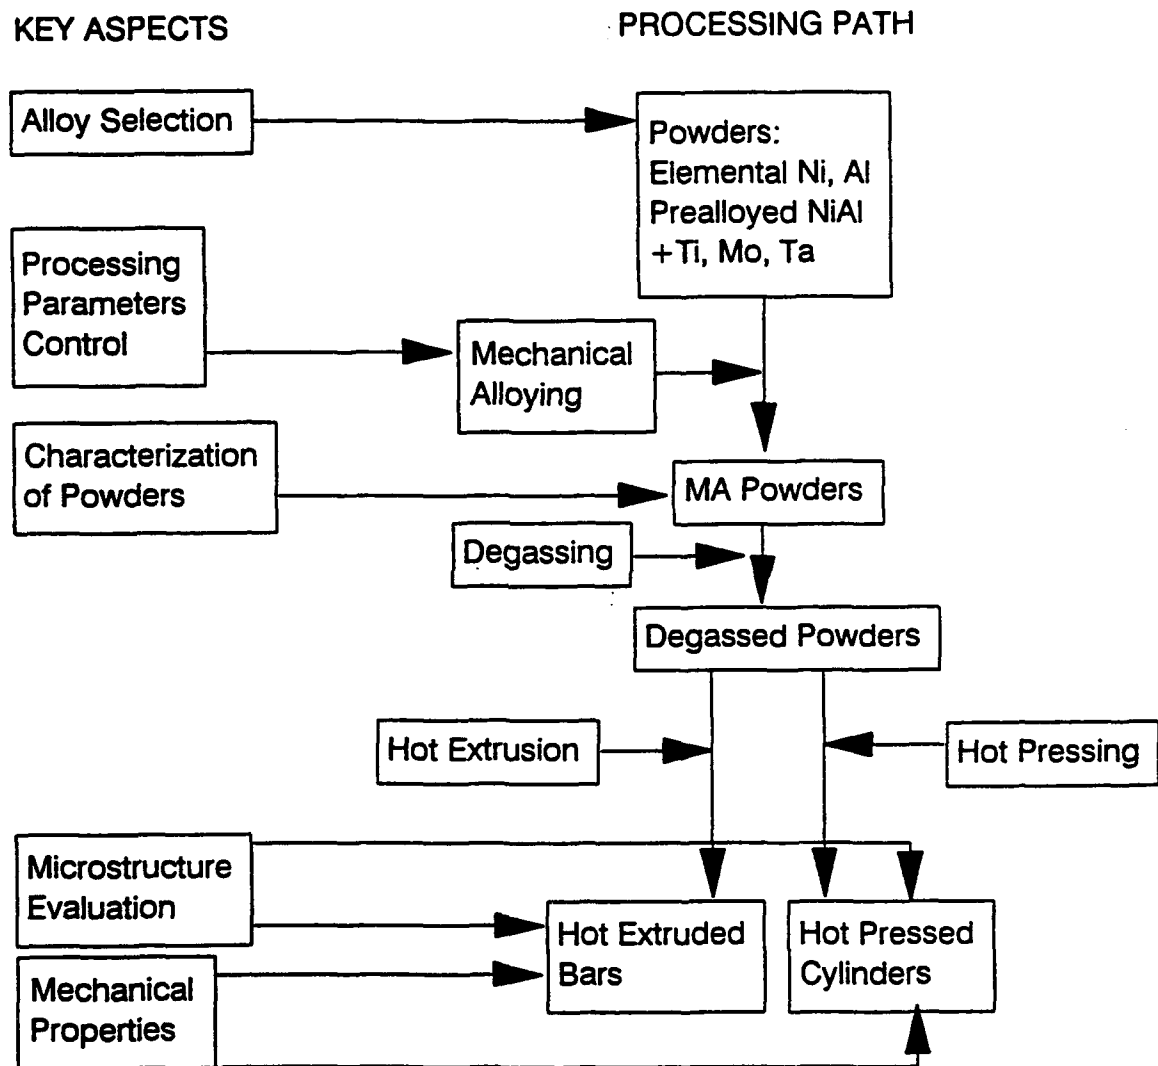 KEY ASPECTS
PROCESSING PATH
Alloy Selection
Powders:
Elemental Ni, Al
Prealloyed NiAl
+Ti, Mo, Ta
Processing
Parameters
Control
Mechanical
Alloying
Characterization
of Powders
MA Powders
Degassing
Degassed Powders
Hot Extrusion
Hot Pressing
Microstructure
Evaluation
Hot Extruded
Bars
Hot Pressed
Cylinders
Mechanical
Properties